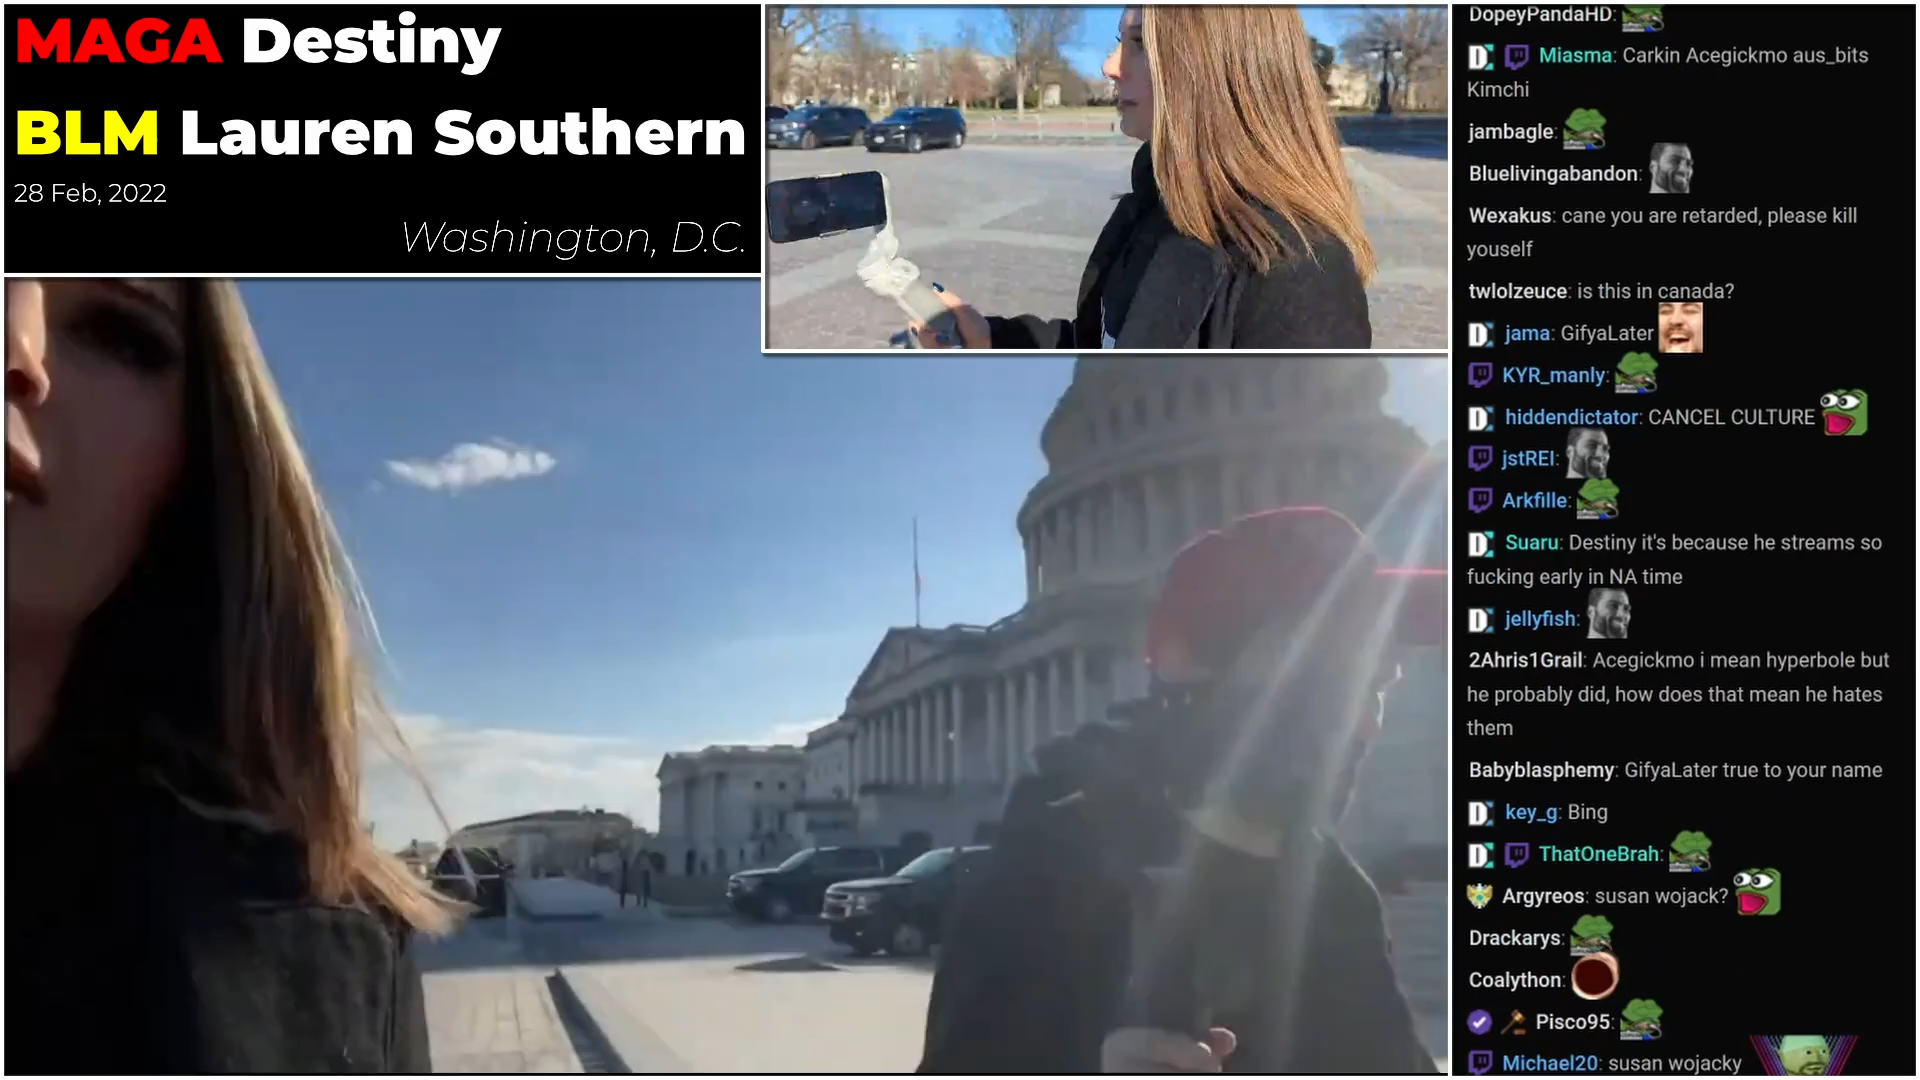 MAGA Destiny
BLM Lauren Southern
28 Feb, 2022
Washington, D.C.
DopeyPandaHD:
Miasma: Carkin Acegickmo aus_bits
Kimchi
jambagle:
Bluelivingabandon:
Wexakus: cane you are retarded, please kill
youself
twlolzeuce: is this in canada?
jama: GifyaLater
KYR_manly:
hiddendictator: CANCEL CULTURE
jstREI:
Arkfille:
Suaru: Destiny it's because he streams so
fucking early in NA time
jellyfish:
2Ahris1Grail: Acegickmo i mean hyperbole but
he probably did, how does that mean he hates
them
Babyblasphemy: GifyaLater true to your name
key_g: Bing
ThatOneBrah:
Argyreos: susan wojack?
Drackarys:
Coalython:
Pisco95:
Michael20: susan wojacky